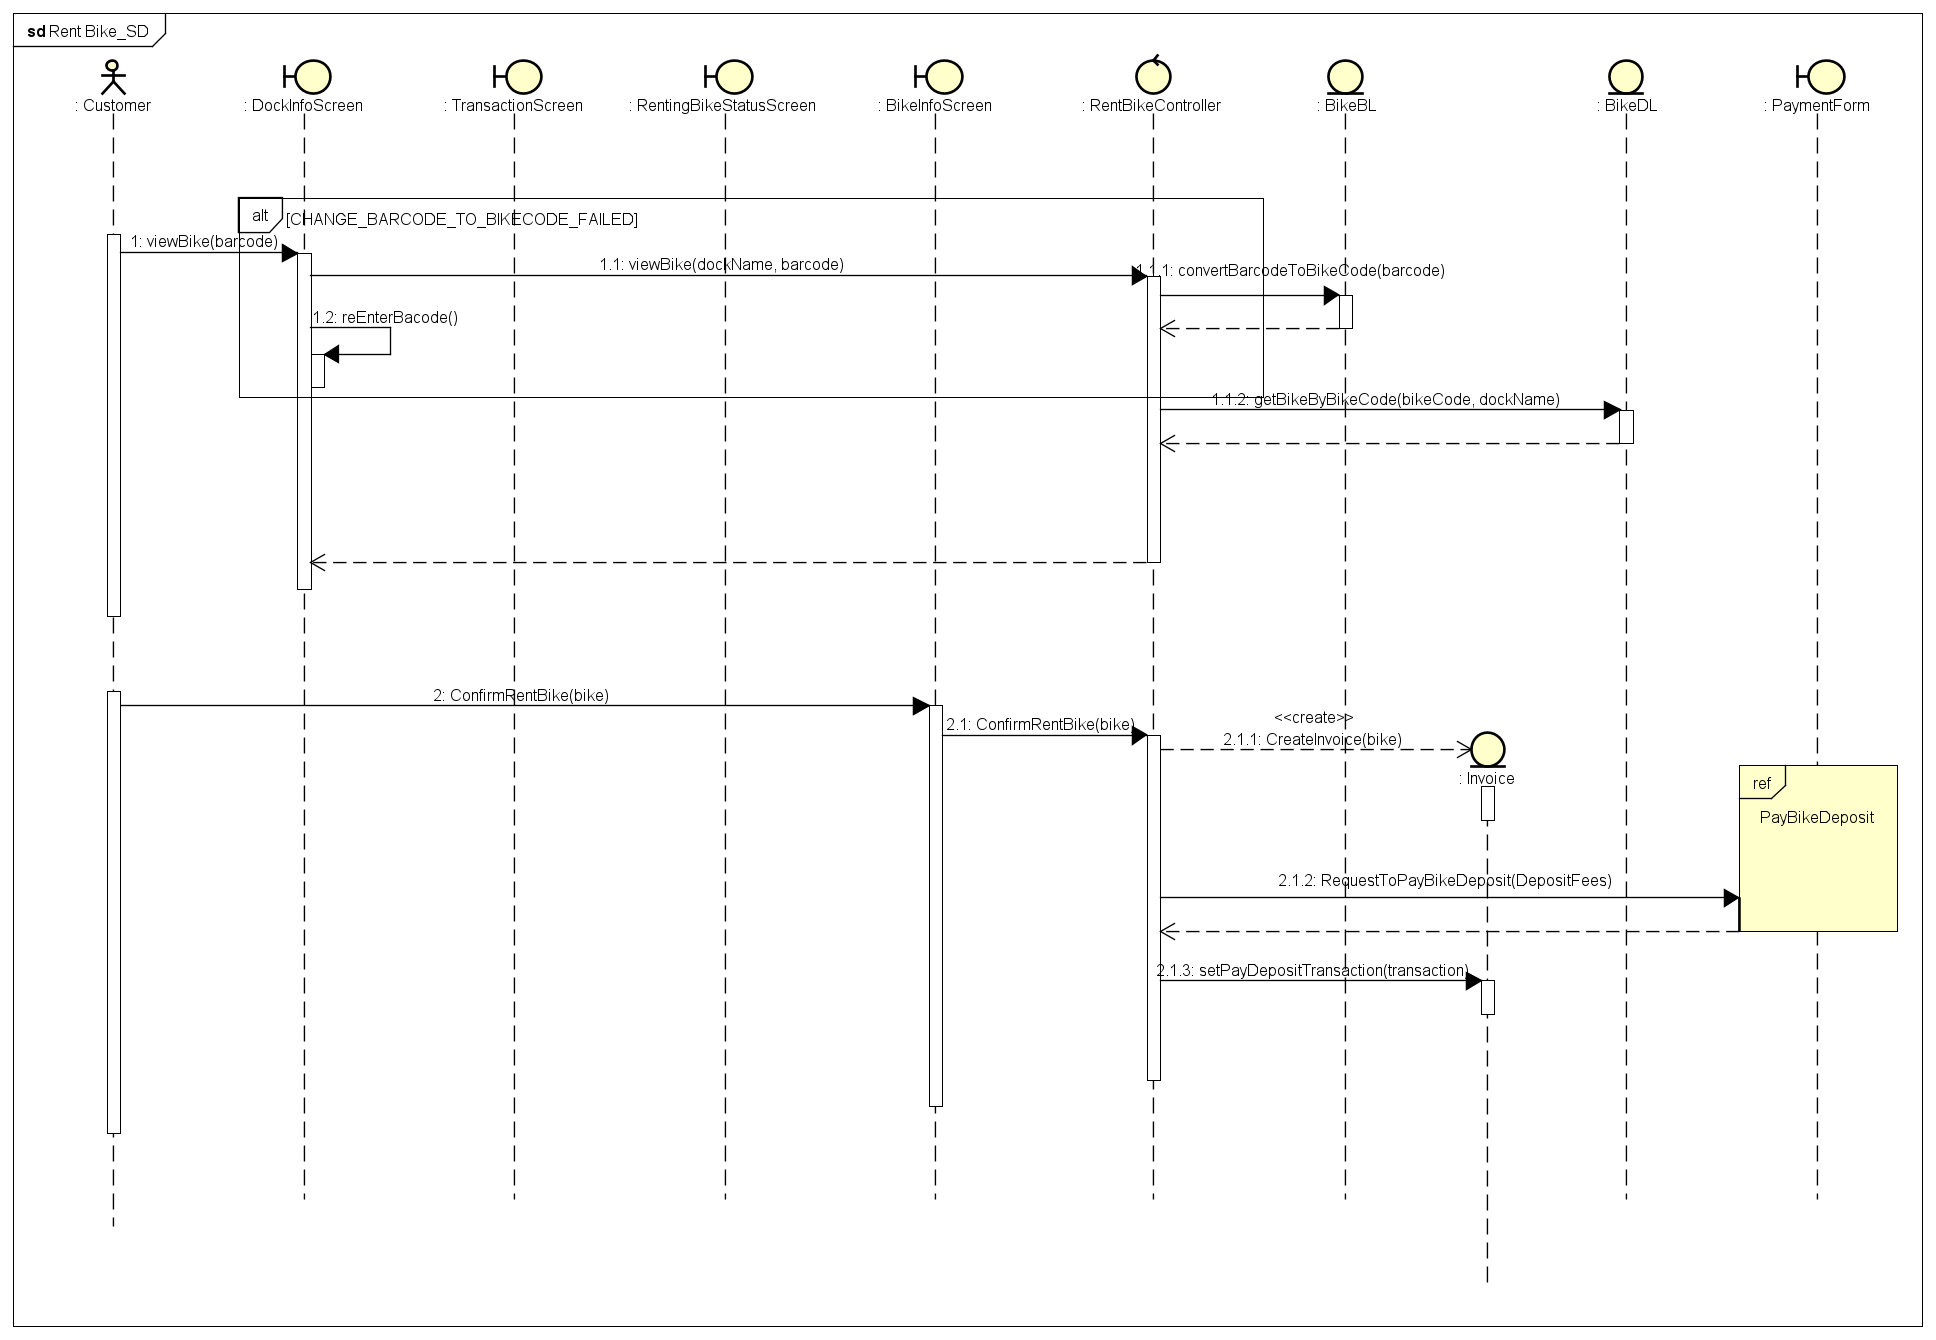 sd Rent Bike_SD
: Customer
: DockInfoScreen
: TransactionScreen
: RentingBikeStatusScreen
: BikeInfoScreen
: RentBikeController
: BikeBL
: BikeDL
: PaymentForm
alt
[CHANGE_BARCODE_TO_BIKECODE_FAILED]
1: viewBike(barcode)
1.1: viewBike(dockName, barcode)
1.1.1: convertBarcodeToBikeCode(barcode)
1.2: reEnterBacode()
1.1.2: getBikeByBikeCode(bikeCode, dockName)
2: ConfirmRentBike(bike)
2.1: ConfirmRentBike(bike)
<<create>>
2.1.1: CreateInvoice(bike)
: Invoice
ref
PayBikeDeposit
2.1.2: RequestToPayBikeDeposit(DepositFees)
2.1.3: setPayDepositTransaction(transaction)